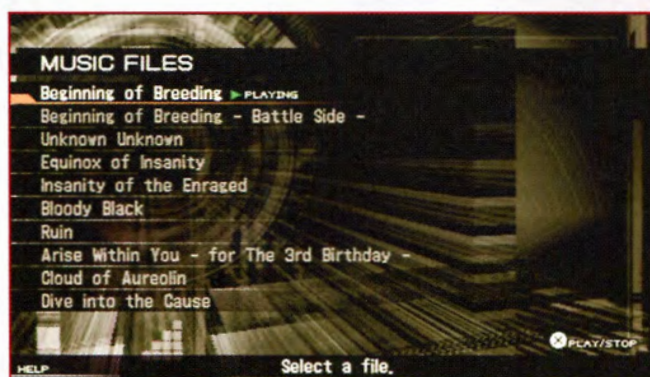 MUSIC FILES
Beginning of Breeding ▶ PLAYING
Beginning of Breeding - Battle Side -
Unknown Unknown
Equinox of Insanity
Insanity of the Enraged
Bloody Black
Ruin
Arise Within You - for The 3rd Birthday -
Cloud of Aureolin
Dive into the Cause
PLAY/STOP
HELP
Select a file.